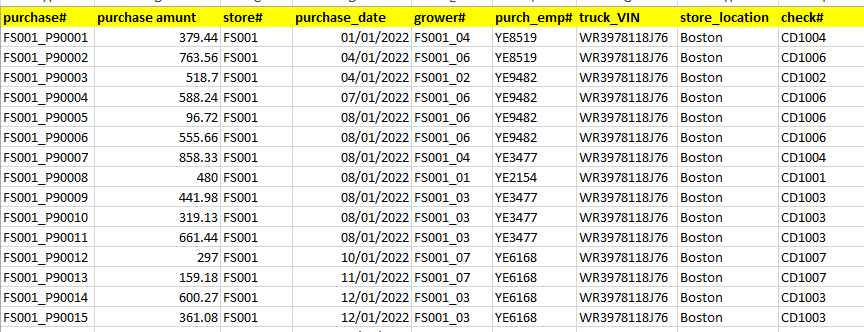 purchase# purchase amunt store# purchase_date grower# purch_emp# truck_VIN store_location check#
FS001_P90001 379.44 FS001 01/01/2022 FS001_04 YE8519 WR3978118J76 Boston CD1004
FS001_P90002 763.56 FS001 04/01/2022 FS001_06 YE8519 WR3978118J76 Boston CD1006
FS001_P90003 518.7 FS001 04/01/2022 FS001_02 YE9482 WR3978118J76 Boston CD1002
FS001_P90004 588.24 FS001 07/01/2022 FS001_06 YE9482 WR3978118J76 Boston CD1006
FS001_P90005 96.72 FS001 08/01/2022 FS001_06 YE9482 WR3978118J76 Boston CD1006
FS001_P90006 555.66 FS001 08/01/2022 FS001_06 YE9482 WR3978118J76 Boston CD1006
FS001_P90007 858.33 FS001 08/01/2022 FS001_04 YE3477 WR3978118J76 Boston CD1004
FS001_P90008 480 FS001 08/01/2022 FS001_01 YE2154 WR3978118J76 Boston CD1001
FS001_P90009 441.98 FS001 08/01/2022 FS001_03 YE3477 WR3978118J76 Boston CD1003
FS001_P90010 319.13 FS001 08/01/2022 FS001_03 YE3477 WR3978118J76 Boston CD1003
FS001_P90011 661.44 FS001 08/01/2022 FS001_03 YE3477 WR3978118J76 Boston CD1003
FS001_P90012 297 FS001 10/01/2022 FS001_07 YE6168 WR3978118J76 Boston CD1007
FS001_P90013 159.18 FS001 11/01/2022 FS001_07 YE6168 WR3978118J76 Boston CD1007
FS001_P90014 600.27 FS001 12/01/2022 FS001_03 YE6168 WR3978118J76 Boston CD1003
FS001_P90015 361.08 FS001 12/01/2022 FS001_03 YE6168 WR3978118J76 Boston CD1003